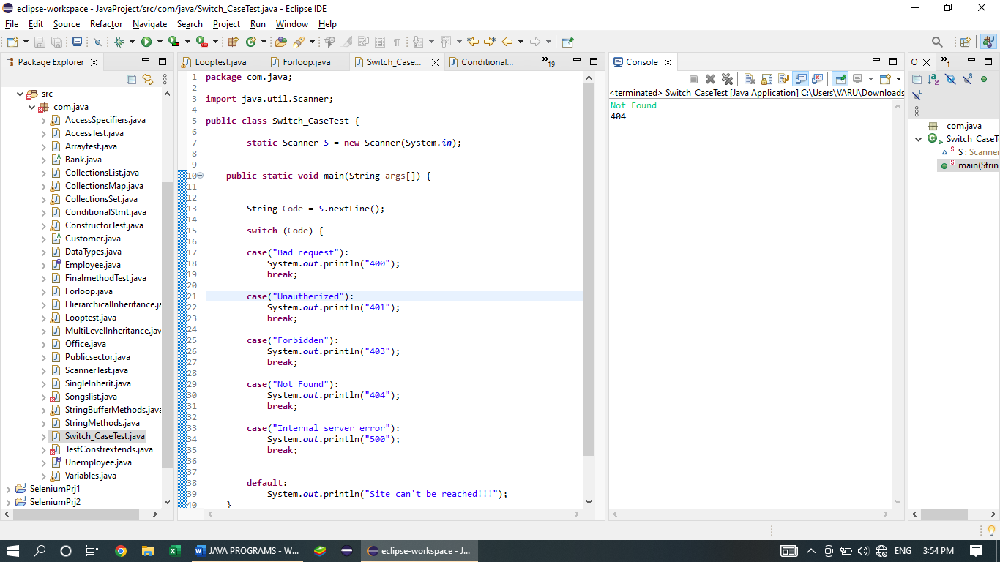 eclipse-workspace - JavaProject/src/com/java/Switch_CaseTest.java - Eclipse IDE
File Edit Source Refactor Navigate Search Project Run Window Help
Package Explorer
src
com.java
AccessSpecifiers.java
AccessTest.java
Arraytest.java
Bank.java
CollectionsList.java
CollectionsMap.java
CollectionsSet.java
ConditionalStmt.java
ConstructorTest.java
Customer.java
DataTypes.java
Employee.java
FinalmethodTest.java
Forloop.java
HierarchicalInheritance.ja
Looptest.java
MultiLevelInheritance.jav
Office.java
Publicsector.java
ScannerTest.java
SingleInherit.java
Songslist.java
StringBufferMethods.java
StringMethods.java
Switch_CaseTest.java
TestConstrextends.java
Unemployee.java
Variables.java
SeleniumPrj1
SeleniumPrj2
Looptest.java Forloop.java Switch_Case... Conditional... »19
1 package com.java;
2
3 import java.util.Scanner;
4
5 public class Switch_CaseTest {
6
7 static Scanner S = new Scanner(System.in);
8
9
10 public static void main(String args[]) {
11
12
13 String Code = S.nextLine();
14
15 switch (Code) {
16
17 case("Bad request"):
18 System.out.println("400");
19 break;
20
21 case("Unautherized"):
22 System.out.println("401");
23 break;
24
25 case("Forbidden"):
26 System.out.println("403");
27 break;
28
29 case("Not Found"):
30 System.out.println("404");
31 break;
32
33 case("Internal server error"):
34 System.out.println("500");
35 break;
36
37
38 default:
39 System.out.println("Site can't be reached!!!");
40 }
Console
<terminated> Switch_CaseTest [Java Application] C:\Users\VARU\Downloads
Not Found
404
O »1
com.java
Switch_CaseT
S : Scanner
main(Strin
JAVA PROGRAMS - W...
eclipse-workspace - J...
ENG 3:54 PM